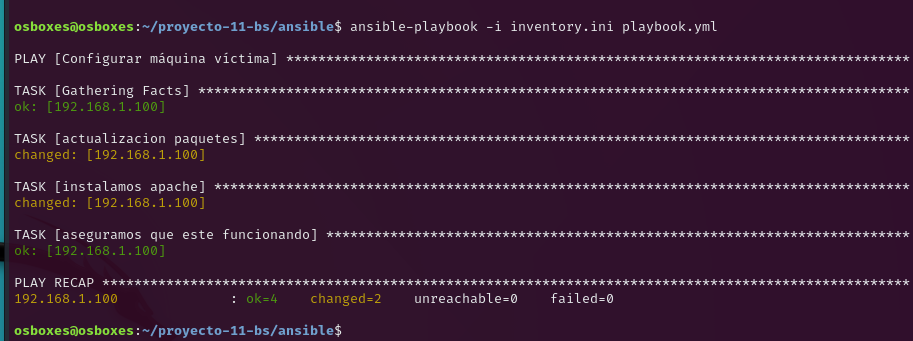 osboxes@osboxes:~/proyecto-11-bs/ansible$ ansible-playbook -i inventory.ini playbook.yml
PLAY [Configurar máquina víctima] ******************************************************************************
TASK [Gathering Facts] *****************************************************************************************
ok: [192.168.1.100]
TASK [actualizacion paquetes] **********************************************************************************
changed: [192.168.1.100]
TASK [instalamos apache] ***************************************************************************************
changed: [192.168.1.100]
TASK [aseguramos que este funcionando] *************************************************************************
ok: [192.168.1.100]
PLAY RECAP *****************************************************************************************************
192.168.1.100              : ok=4    changed=2    unreachable=0    failed=0
osboxes@osboxes:~/proyecto-11-bs/ansible$